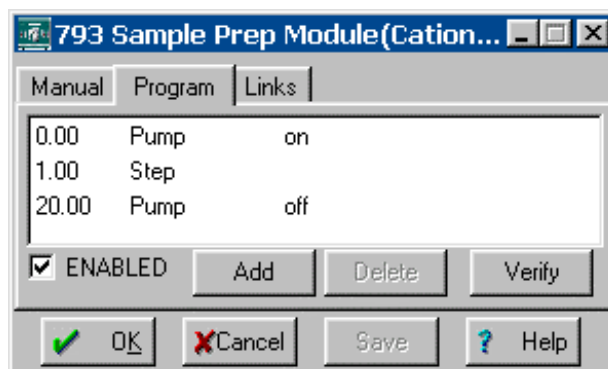 793 Sample Prep Module(Cation...
Manual Program Links
0.00 Pump on
1.00 Step
20.00 Pump off
ENABLED Add Delete Verify
OK Cancel Save ? Help